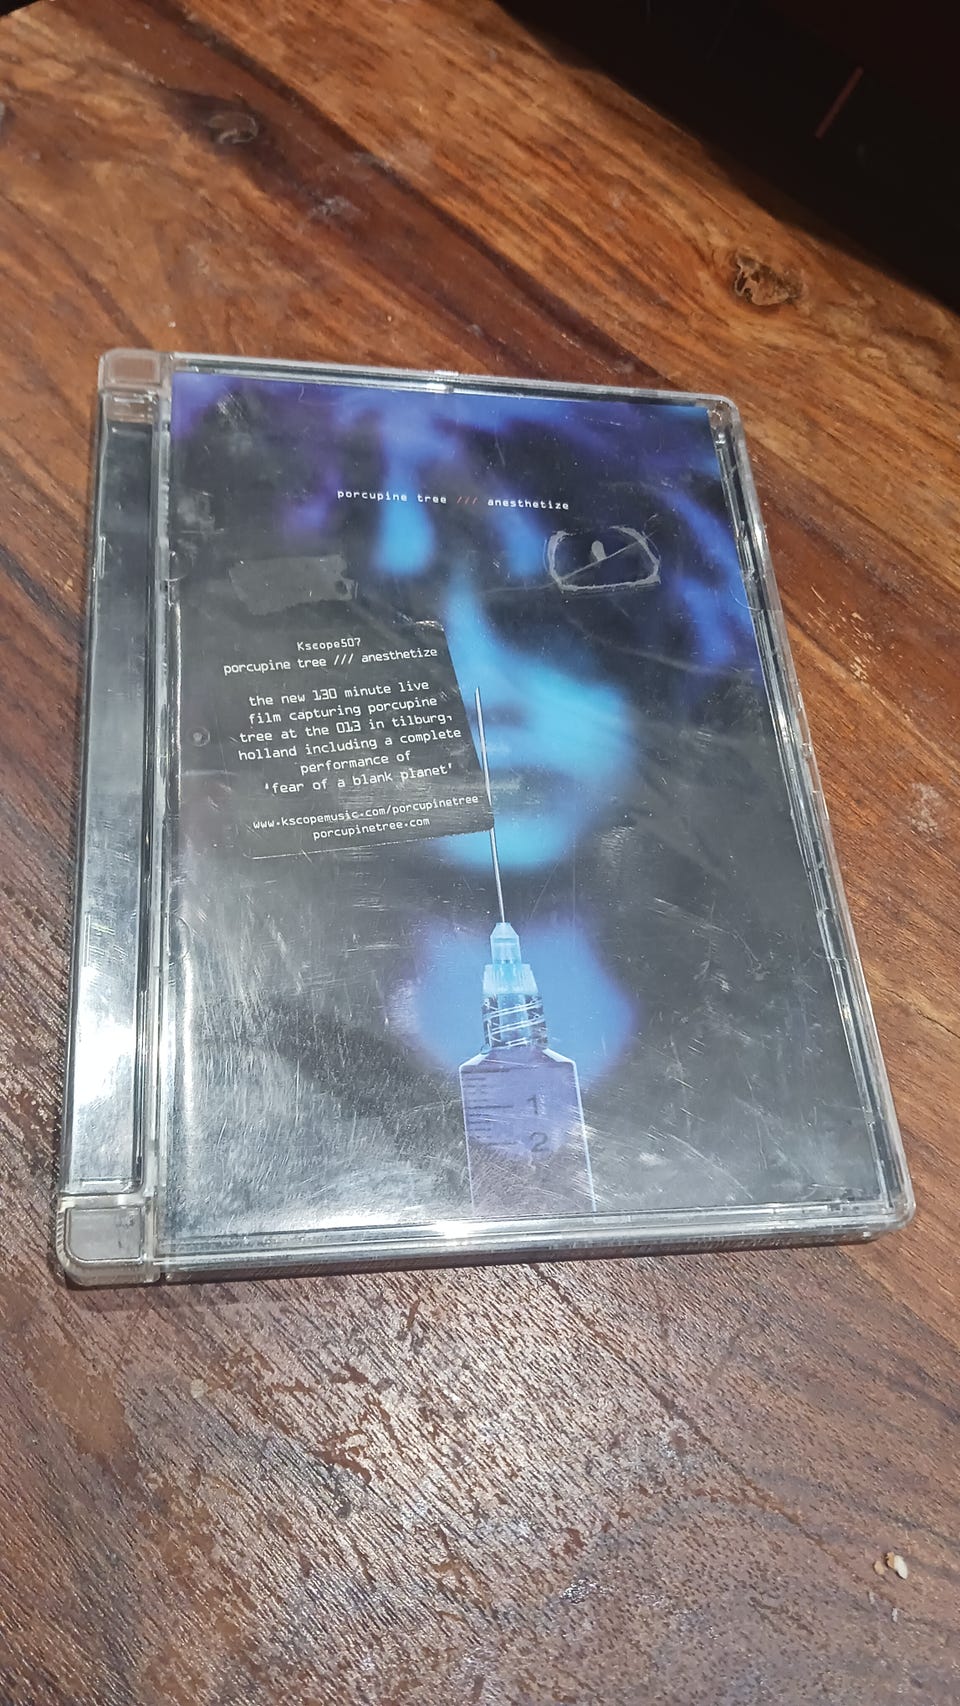 porcupine tree /// anesthetize
Kscope507
porcupine tree /// anesthetize
the new 130 minute live
film capturing porcupine
tree at the 013 in tilburg,
holland including a complete
performance of
'fear of a blank planet'
www.kscopemusic.com/porcupinetree
porcupinetree.com
1
2